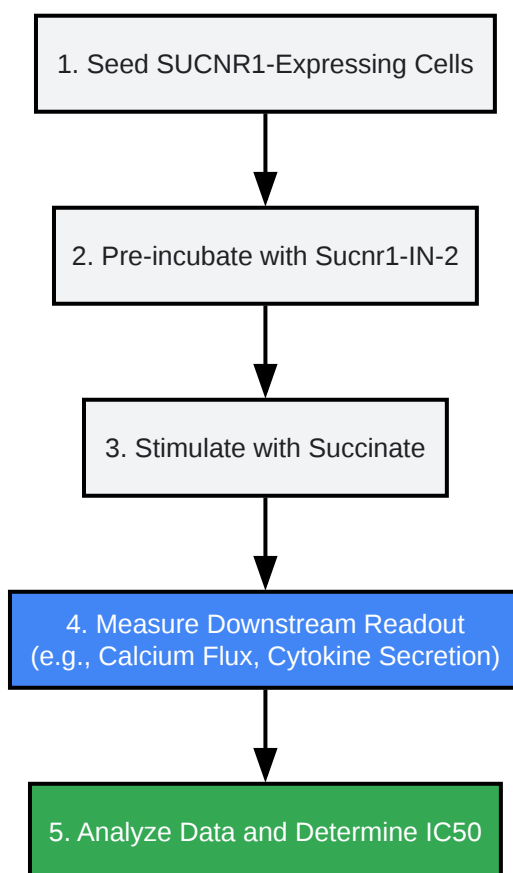 1. Seed SUCNR1-Expressing Cells
2. Pre-incubate with Sucnr1-IN-2
3. Stimulate with Succinate
4. Measure Downstream Readout
(e.g., Calcium Flux, Cytokine Secretion)
5. Analyze Data and Determine IC50